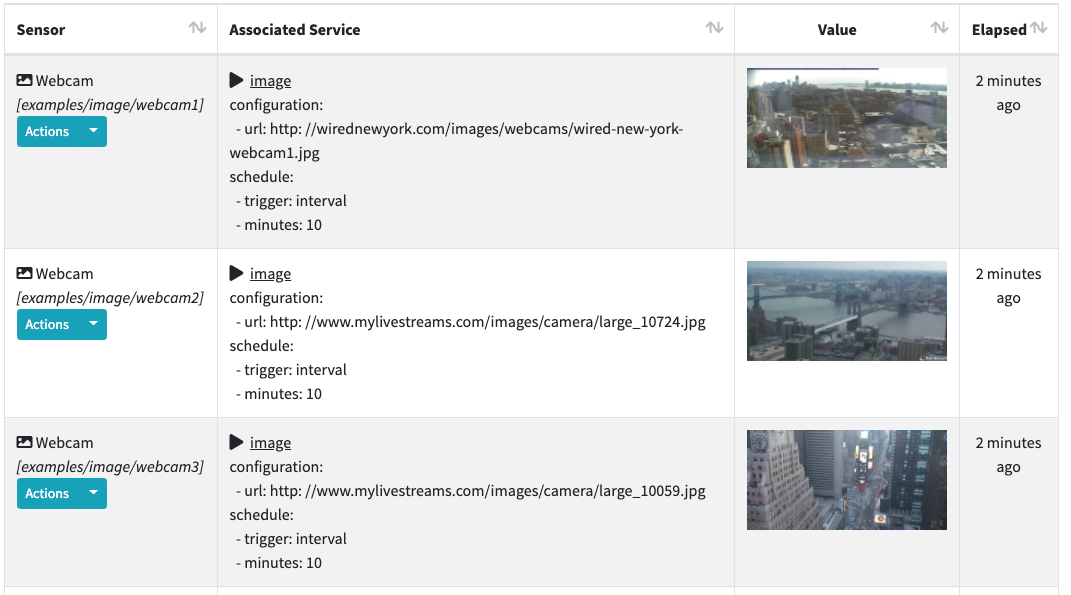 Sensor
Associated Service
Value
Elapsed
Webcam
[examples/image/webcam1]
Actions
image
configuration:
- url: http: //wirednewyork.com/images/webcams/wired-new-york-
webcam1.jpg
schedule:
- trigger: interval
- minutes: 10
2 minutes
ago
Webcam
[examples/image/webcam2]
Actions
image
configuration:
- url: http: //www.mylivestreams.com/images/camera/large_10724.jpg
schedule:
- trigger: interval
- minutes: 10
2 minutes
ago
Webcam
[examples/image/webcam3]
Actions
image
configuration:
- url: http: //www.mylivestreams.com/images/camera/large_10059.jpg
schedule:
- trigger: interval
- minutes: 10
2 minutes
ago